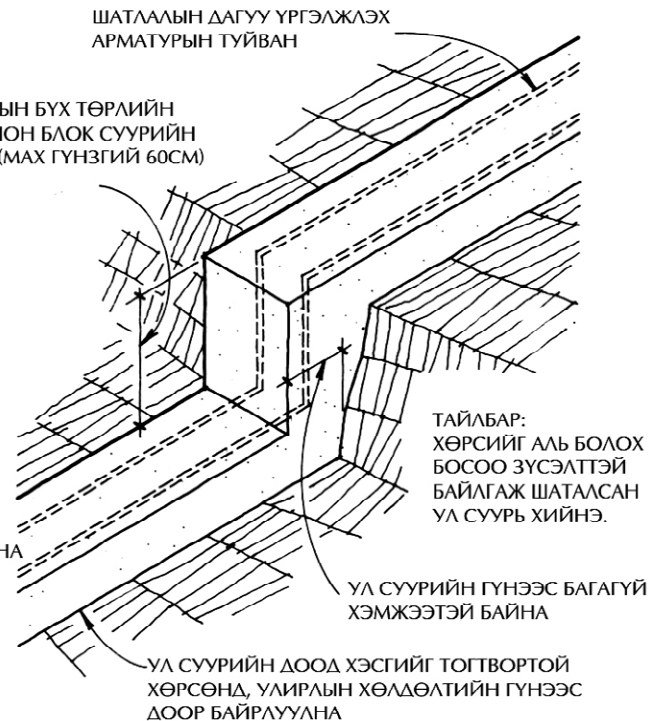 ШАТЛАЛЫН ДАГУУ ҮРГЭЛЖЛЭХ
АРМАТУРЫН ТУЙВАН
ЫН БҮХ ТӨРЛИЙН
ОН БЛОК СУУРИЙН
(MAX ГҮНЗГИЙ 60СМ)
ТАЙЛБАР:
ХӨРСИЙГ АЛЬ БОЛОХ
БОСОО ЗҮСЭЛТТЭЙ
БАЙЛГАЖ ШАТАЛСАН
УЛ СУУРЬ ХИЙНЭ.
НА
УЛ СУУРИЙН ГҮНЭЭС БАГАГҮЙ
ХЭМЖЭЭТЭЙ БАЙНА
УЛ СУУРИЙН ДООД ХЭСГИЙГ ТОГТВОРТОЙ
ХӨРСӨНД, УЛИРЛЫН ХӨЛДӨЛТИЙН ГҮНЭЭС
ДООР БАЙРЛУУЛНА